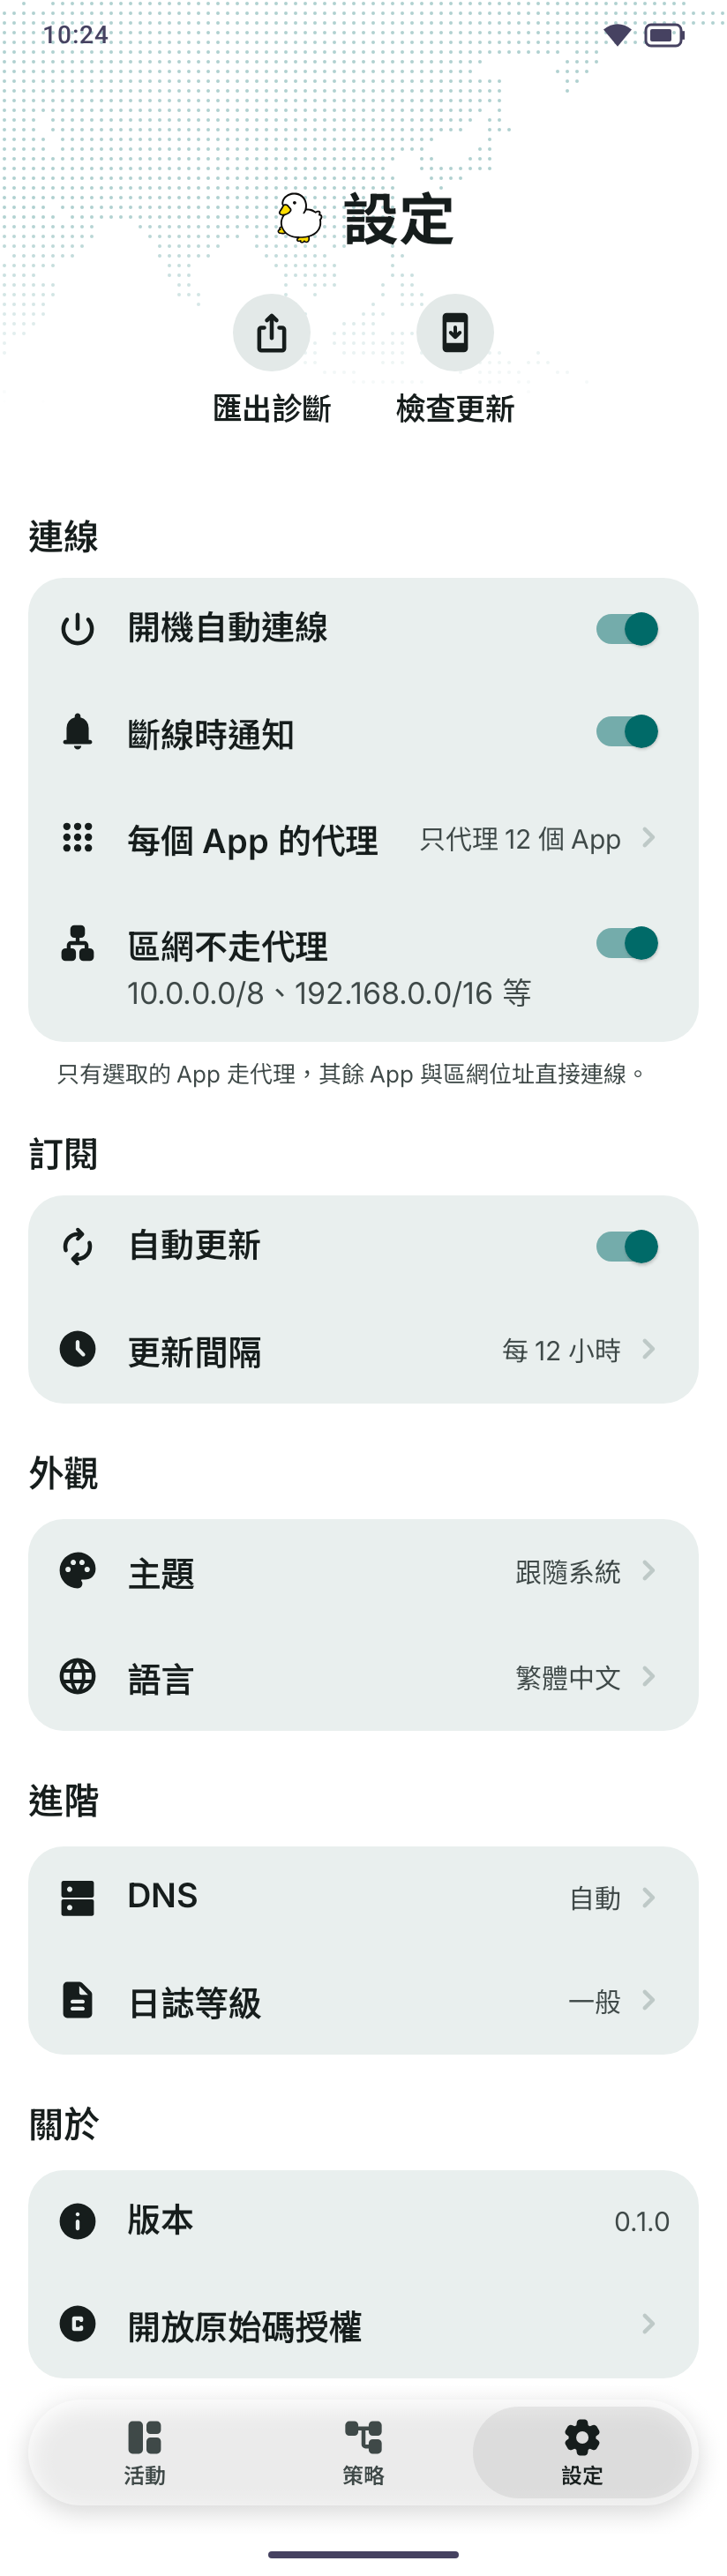 10:24
設定
匯出診斷
檢查更新
連線
開機自動連線
斷線時通知
每個 App 的代理 只代理 12 個 App
區網不走代理
10.0.0.0/8、192.168.0.0/16 等
只有選取的 App 走代理，其餘 App 與區網位址直接連線。
訂閱
自動更新
更新間隔 每 12 小時
外觀
主題 跟隨系統
語言 繁體中文
進階
DNS 自動
日誌等級 一般
關於
版本 0.1.0
開放原始碼授權
活動
策略
設定